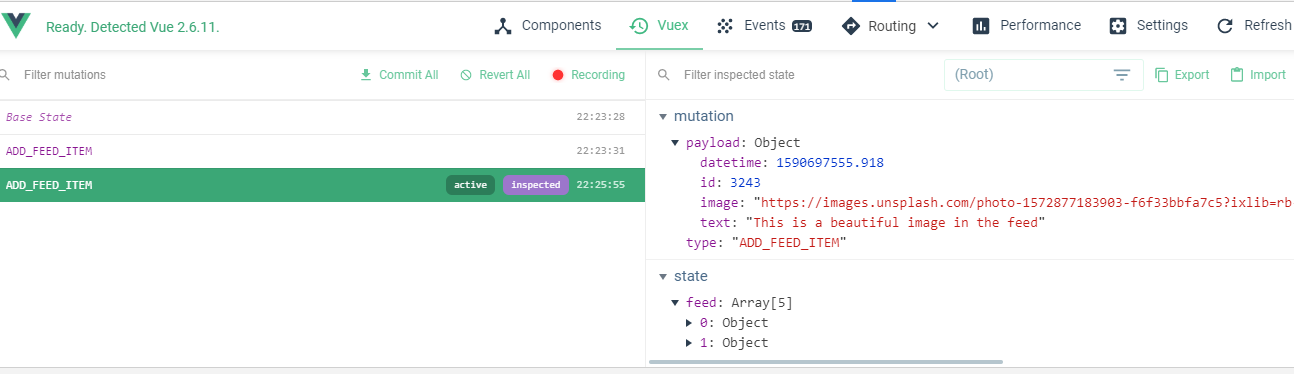 Ready. Detected Vue 2.6.11.
Components
Vuex
Events 171
Routing
Performance
Settings
Refresh
Filter mutations
Commit All
Revert All
Recording
Filter inspected state
(Root)
Export
Import
Base State 22:23:28
ADD_FEED_ITEM 22:23:31
ADD_FEED_ITEM active inspected 22:25:55
mutation
payload: Object
datetime: 1590697555.918
id: 3243
image: "https://images.unsplash.com/photo-1572877183903-f6f33bbfa7c5?ixlib=rb
text: "This is a beautiful image in the feed"
type: "ADD_FEED_ITEM"
state
feed: Array[5]
0: Object
1: Object